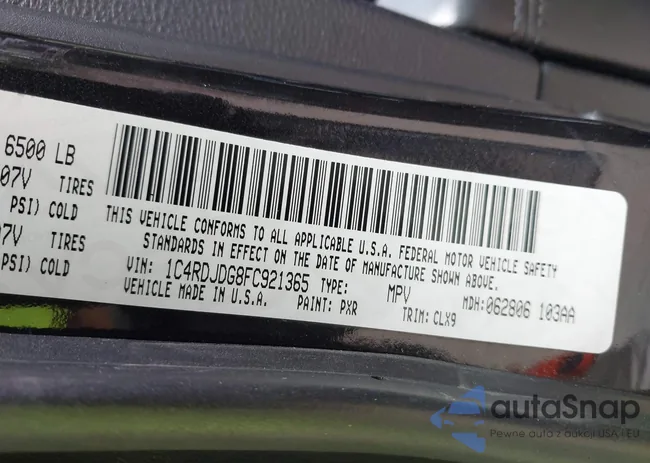 6500 LB
07V TIRES
PSI) COLD
07V TIRES
PSI) COLD
THIS VEHICLE CONFORMS TO ALL APPLICABLE U.S.A. FEDERAL MOTOR VEHICLE SAFETY
STANDARDS IN EFFECT ON THE DATE OF MANUFACTURE SHOWN ABOVE.
VIN: 1C4RDJDG8FC921365 TYPE: MPV MDH:062806 103AA
VEHICLE MADE IN U.S.A. PAINT: PXR TRIM: CLX9
autaSnap
Pewne auta z aukcji USA i EU